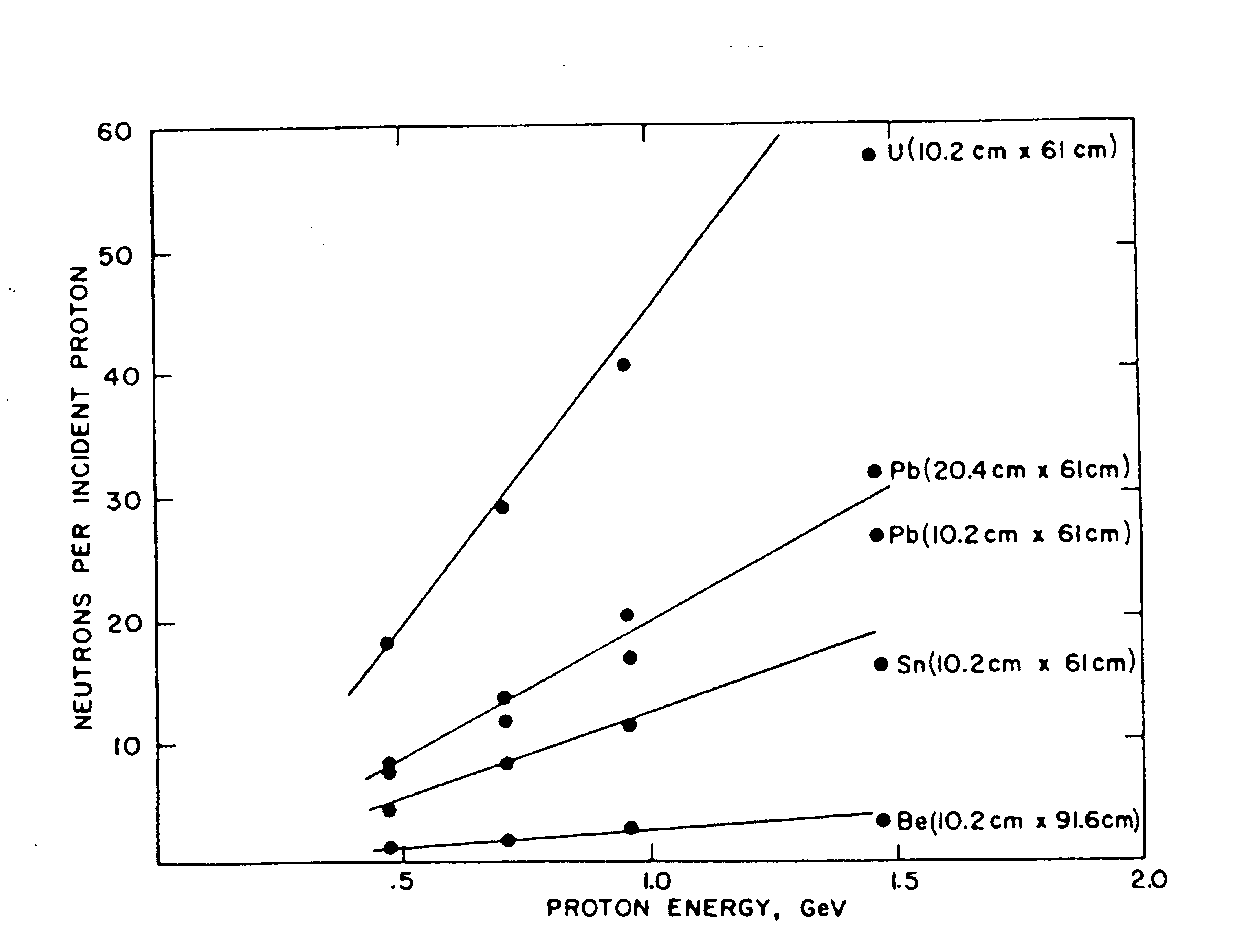 60
U(10.2 cm x 61 cm)
50
40
Pb(20.4 cm x 61cm)
30
Pb(10.2 cm x 61cm)
20
Sn(10.2cm x 61cm)
10
Be(10.2cm x 91.6cm)
.5 1.0 1.5 2.0
PROTON ENERGY, GeV
NEUTRONS PER INCIDENT PROTON